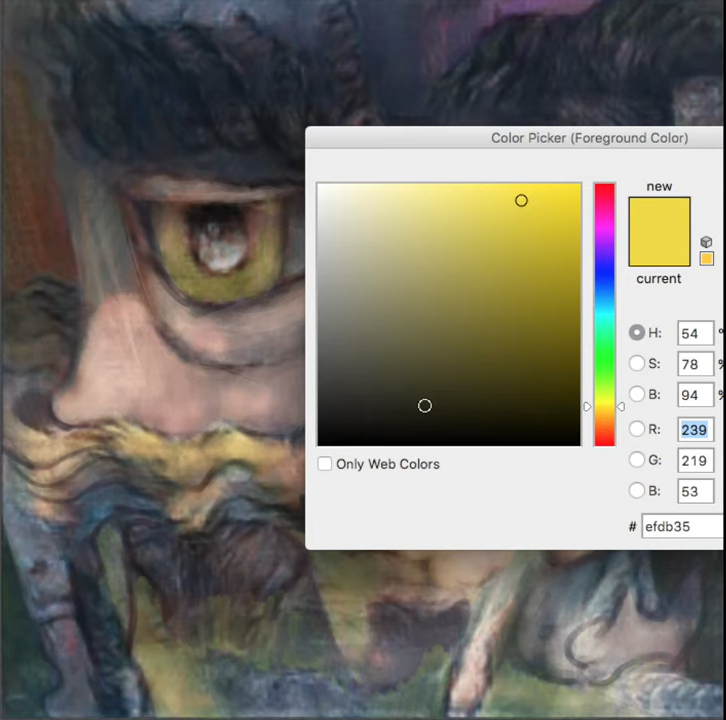 Color Picker (Foreground Color)
new
current
H: 54 °
S: 78 %
B: 94 %
R: 239
G: 219
B: 53
Only Web Colors
# efdb35